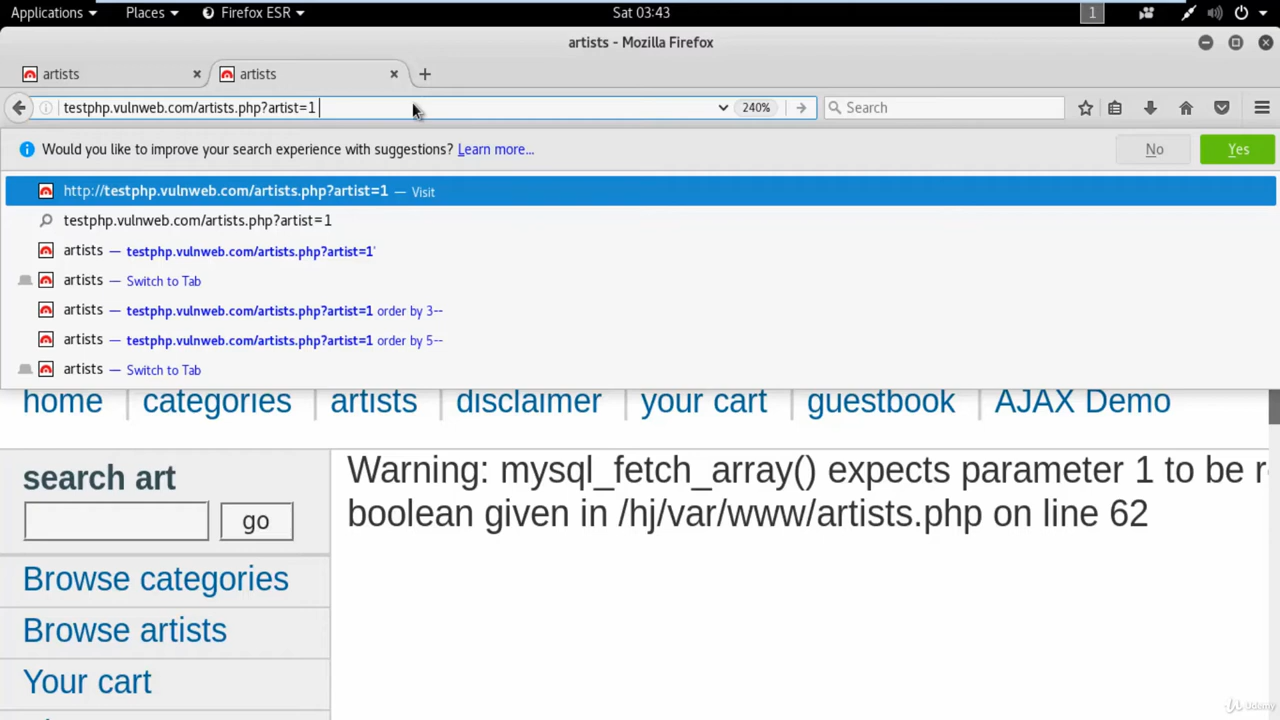 Applications Places Firefox ESR Sat 03:43 1
artists - Mozilla Firefox
artists × artists × +
testphp.vulnweb.com/artists.php?artist=1 240% Search
Would you like to improve your search experience with suggestions? Learn more... No Yes
http://testphp.vulnweb.com/artists.php?artist=1 — Visit
testphp.vulnweb.com/artists.php?artist=1
artists — testphp.vulnweb.com/artists.php?artist=1'
artists — Switch to Tab
artists — testphp.vulnweb.com/artists.php?artist=1 order by 3--
artists — testphp.vulnweb.com/artists.php?artist=1 order by 5--
artists — Switch to Tab
home categories artists disclaimer your cart guestbook AJAX Demo
search art
go
Warning: mysql_fetch_array() expects parameter 1 to be r
boolean given in /hj/var/www/artists.php on line 62
Browse categories
Browse artists
Your cart
Udemy